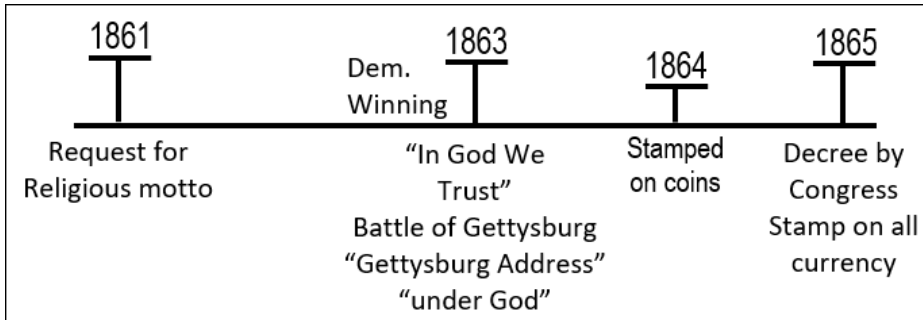 1861
Request for
Religious motto
Dem.
Winning
1863
“In God We
Trust”
Battle of Gettysburg
“Gettysburg Address”
“under God”
1864
Stamped
on coins
1865
Decree by
Congress
Stamp on all
currency